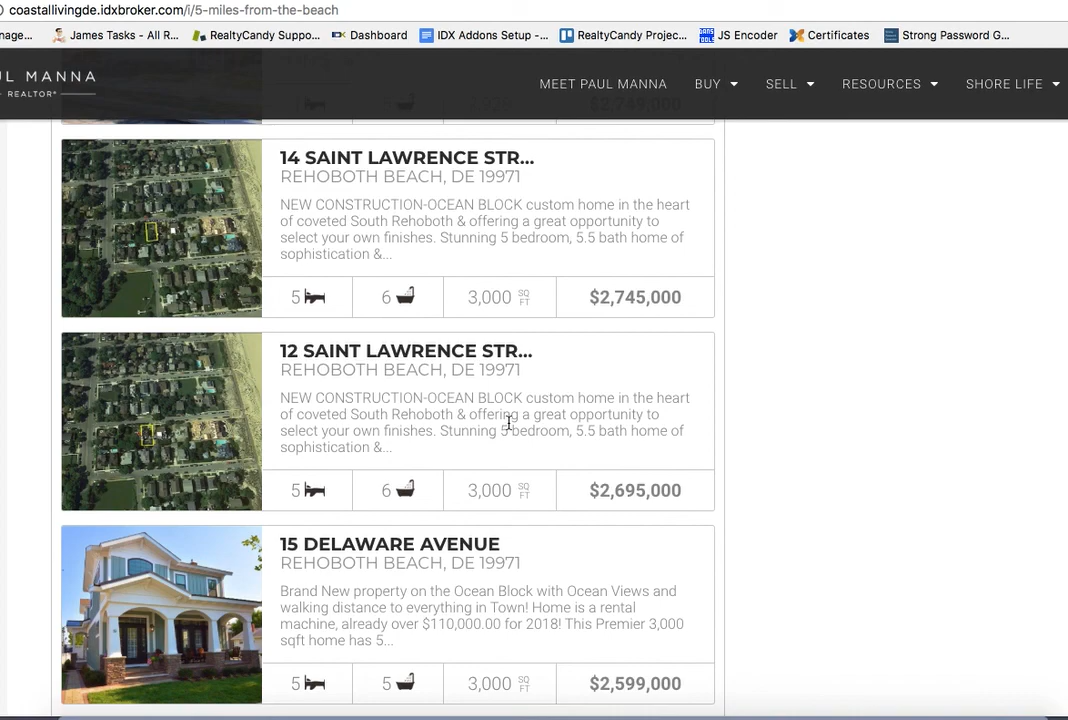 coastallivingde.idxbroker.com/i/5-miles-from-the-beach
nage... James Tasks - All R... RealtyCandy Suppo... Dashboard IDX Addons Setup -... RealtyCandy Projec... JS Encoder Certificates Strong Password G...
UL MANNA
REALTOR®
MEET PAUL MANNA BUY SELL RESOURCES SHORE LIFE
$2,749,000
14 SAINT LAWRENCE STR...
REHOBOTH BEACH, DE 19971
NEW CONSTRUCTION-OCEAN BLOCK custom home in the heart
of coveted South Rehoboth & offering a great opportunity to
select your own finishes. Stunning 5 bedroom, 5.5 bath home of
sophistication &...
5 6 3,000 SQ FT $2,745,000
12 SAINT LAWRENCE STR...
REHOBOTH BEACH, DE 19971
NEW CONSTRUCTION-OCEAN BLOCK custom home in the heart
of coveted South Rehoboth & offering a great opportunity to
select your own finishes. Stunning 5 bedroom, 5.5 bath home of
sophistication &...
5 6 3,000 SQ FT $2,695,000
15 DELAWARE AVENUE
REHOBOTH BEACH, DE 19971
Brand New property on the Ocean Block with Ocean Views and
walking distance to everything in Town! Home is a rental
machine, already over $110,000.00 for 2018! This Premier 3,000
sqft home has 5...
5 5 3,000 SQ FT $2,599,000